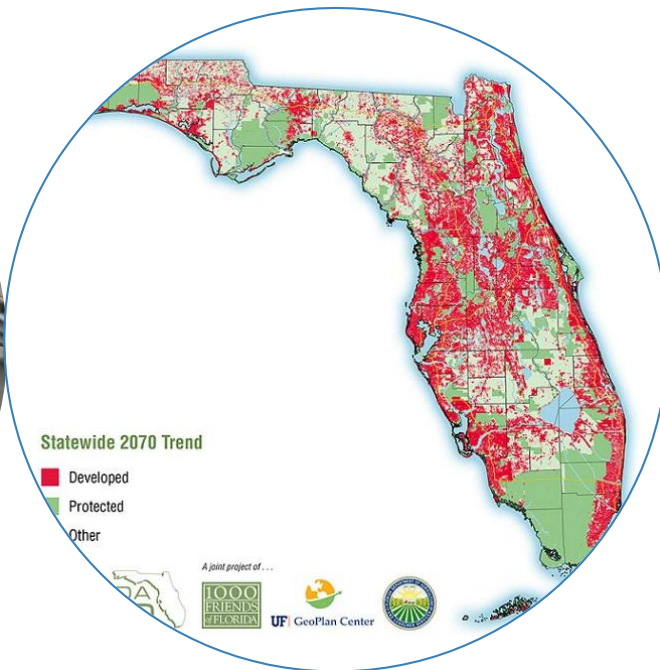 Statewide 2070 Trend
Developed
Protected
Other
A joint project of . . .
1000
FRIENDS
of FLORIDA
UF GeoPlan Center